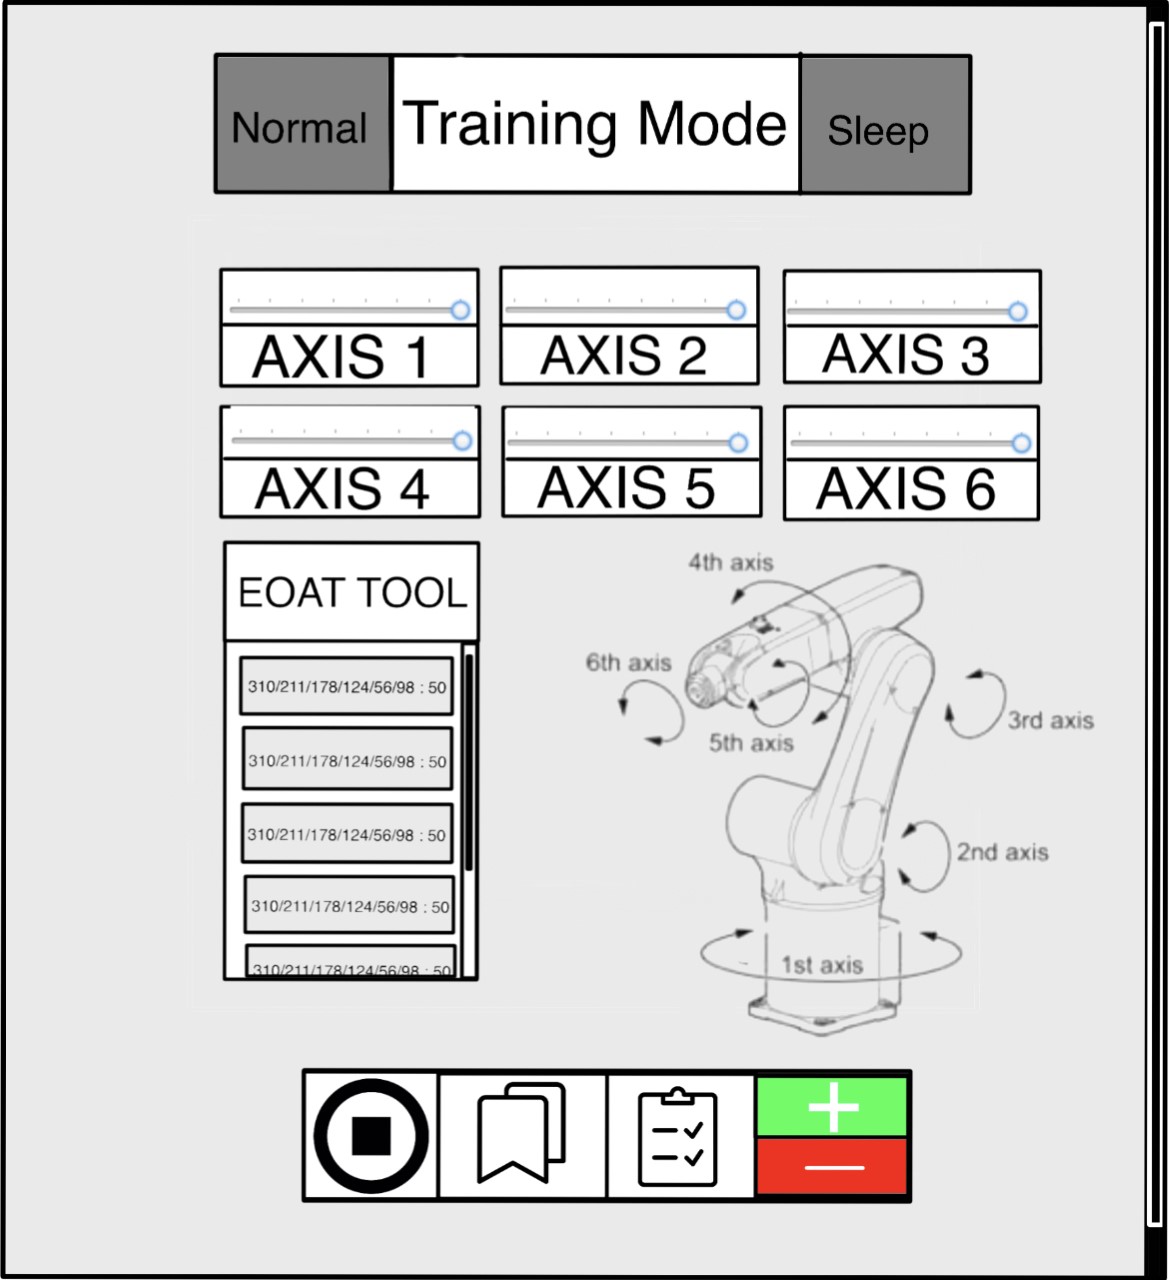 Normal
Training Mode
Sleep
AXIS 1
AXIS 2
AXIS 3
AXIS 4
AXIS 5
AXIS 6
EOAT TOOL
310/211/178/124/56/98 : 50
310/211/178/124/56/98 : 50
310/211/178/124/56/98 : 50
310/211/178/124/56/98 : 50
310/211/178/124/56/98 : 50
4th axis
6th axis
3rd axis
5th axis
2nd axis
1st axis